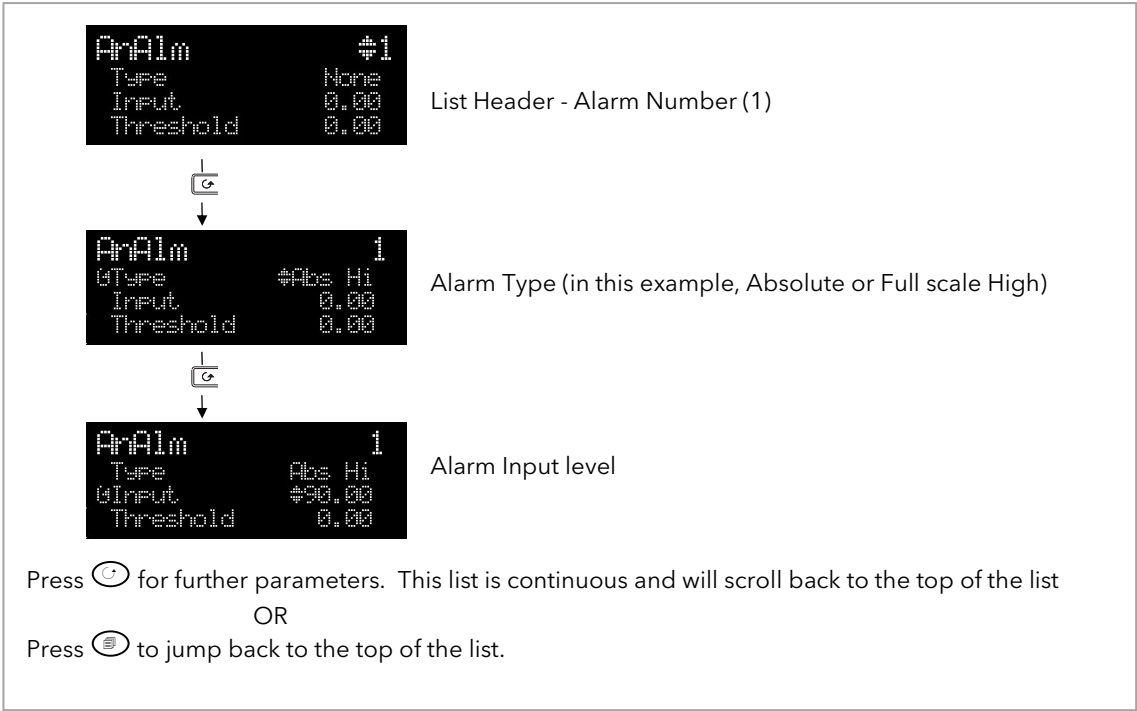 AnAlm 1
Type None
Input 0.00
Threshold 0.00
List Header - Alarm Number (1)
AnAlm 1
Type Abs Hi
Input 0.00
Threshold 0.00
Alarm Type (in this example, Absolute or Full scale High)
AnAlm 1
Type Abs Hi
Input 90.00
Threshold 0.00
Alarm Input level
Press for further parameters. This list is continuous and will scroll back to the top of the list
OR
Press to jump back to the top of the list.